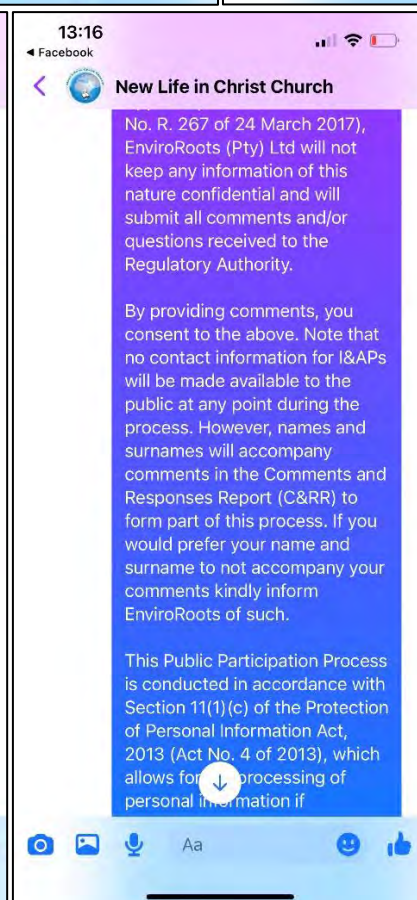 13:16
◄ Facebook
New Life in Christ Church
No. R. 267 of 24 March 2017),
EnviroRoots (Pty) Ltd will not
keep any information of this
nature confidential and will
submit all comments and/or
questions received to the
Regulatory Authority.
By providing comments, you
consent to the above. Note that
no contact information for I&APs
will be made available to the
public at any point during the
process. However, names and
surnames will accompany
comments in the Comments and
Responses Report (C&RR) to
form part of this process. If you
would prefer your name and
surname to not accompany your
comments kindly inform
EnviroRoots of such.
This Public Participation Process
is conducted in accordance with
Section 11(1)(c) of the Protection
of Personal Information Act,
2013 (Act No. 4 of 2013), which
allows for processing of
personal information if
Aa